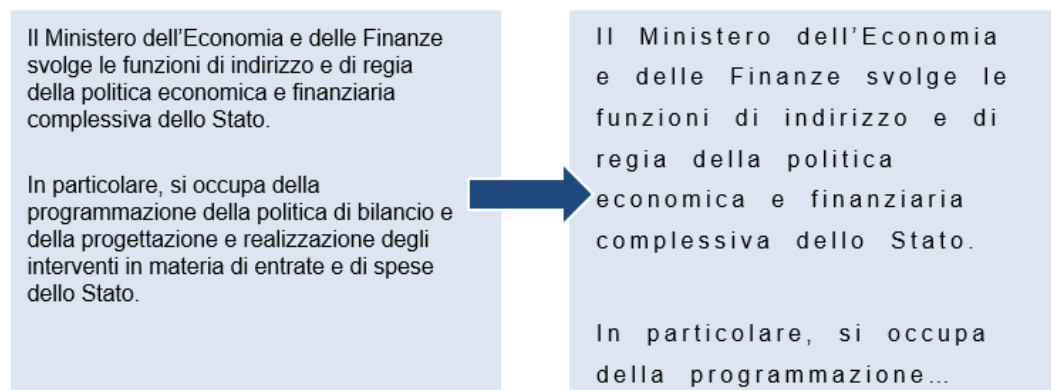 Il Ministero dell’Economia e delle Finanze
svolge le funzioni di indirizzo e di regia
della politica economica e finanziaria
complessiva dello Stato.
In particolare, si occupa della
programmazione della politica di bilancio e
della progettazione e realizzazione degli
interventi in materia di entrate e di spese
dello Stato.
Il Ministero dell’Economia
e delle Finanze svolge le
funzioni di indirizzo e di
regia della politica
economica e finanziaria
complessiva dello Stato.
In particolare, si occupa
della programmazione…